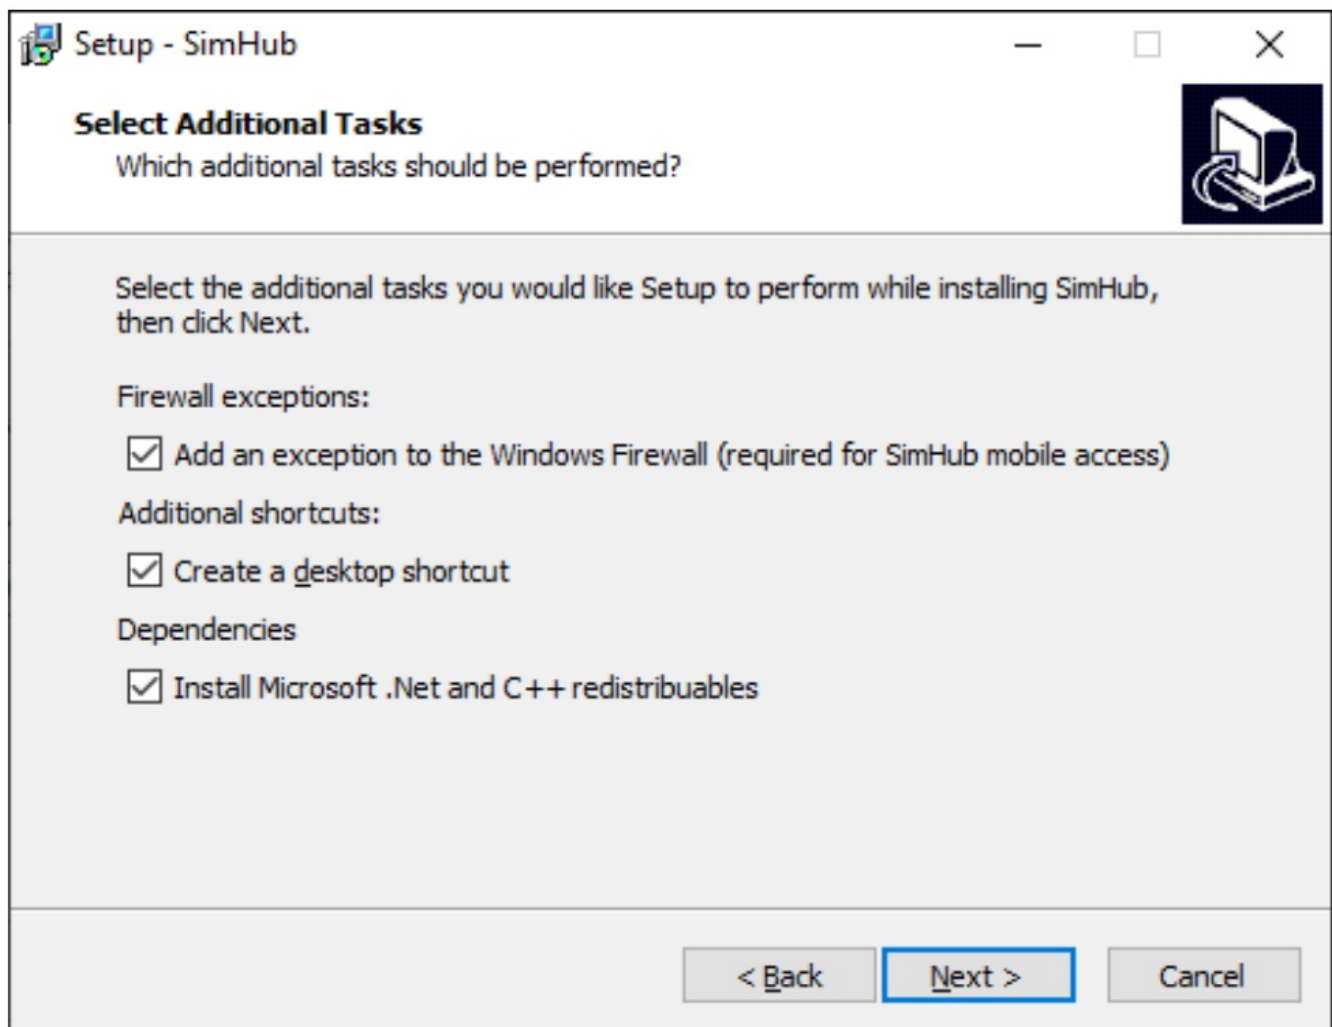 Setup - SimHub
Select Additional Tasks
Which additional tasks should be performed?
Select the additional tasks you would like Setup to perform while installing SimHub,
then click Next.
Firewall exceptions:
Add an exception to the Windows Firewall (required for SimHub mobile access)
Additional shortcuts:
Create a desktop shortcut
Dependencies
Install Microsoft .Net and C++ redistribuables
< Back
Next >
Cancel